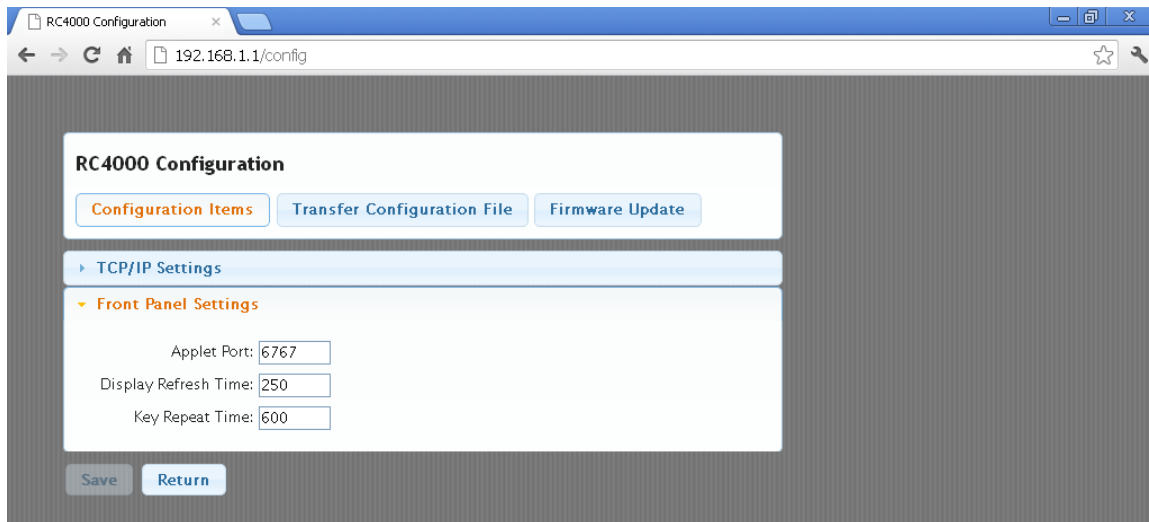 RC4000 Configuration
192.168.1.1/config
RC4000 Configuration
Configuration Items Transfer Configuration File Firmware Update
TCP/IP Settings
Front Panel Settings
Applet Port: 6767
Display Refresh Time: 250
Key Repeat Time: 600
Save Return